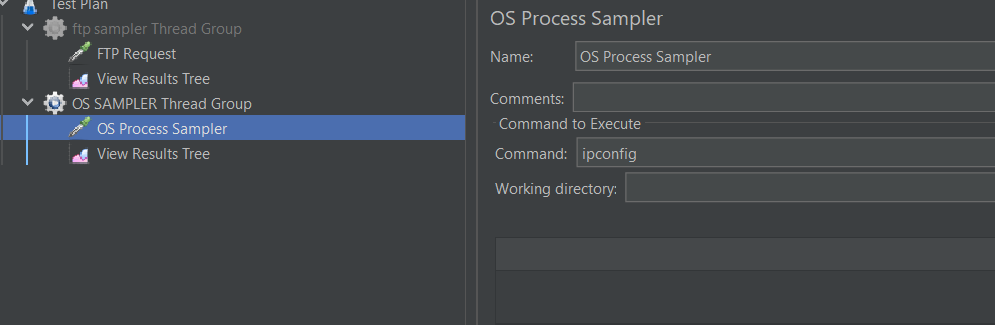 Test Plan
ftp sampler Thread Group
FTP Request
View Results Tree
OS SAMPLER Thread Group
OS Process Sampler
View Results Tree
OS Process Sampler
Name: OS Process Sampler
Comments:
Command to Execute
Command: ipconfig
Working directory: